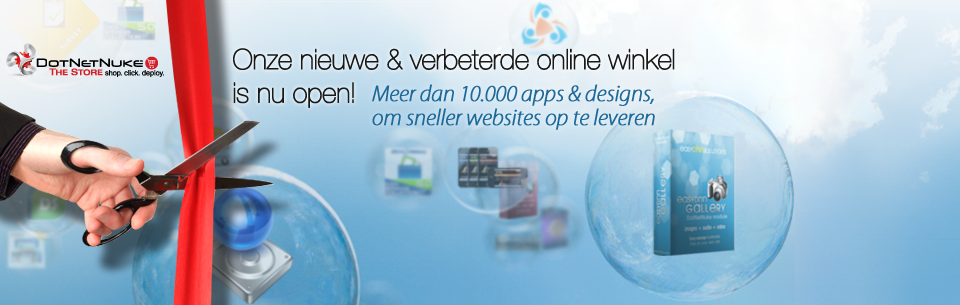 DotNetNuke
The Store shop. click. deploy.
Onze nieuwe & verbeterde online winkel
is nu open!
Meer dan 10.000 apps & designs,
om sneller websites op te leveren
GALLERY